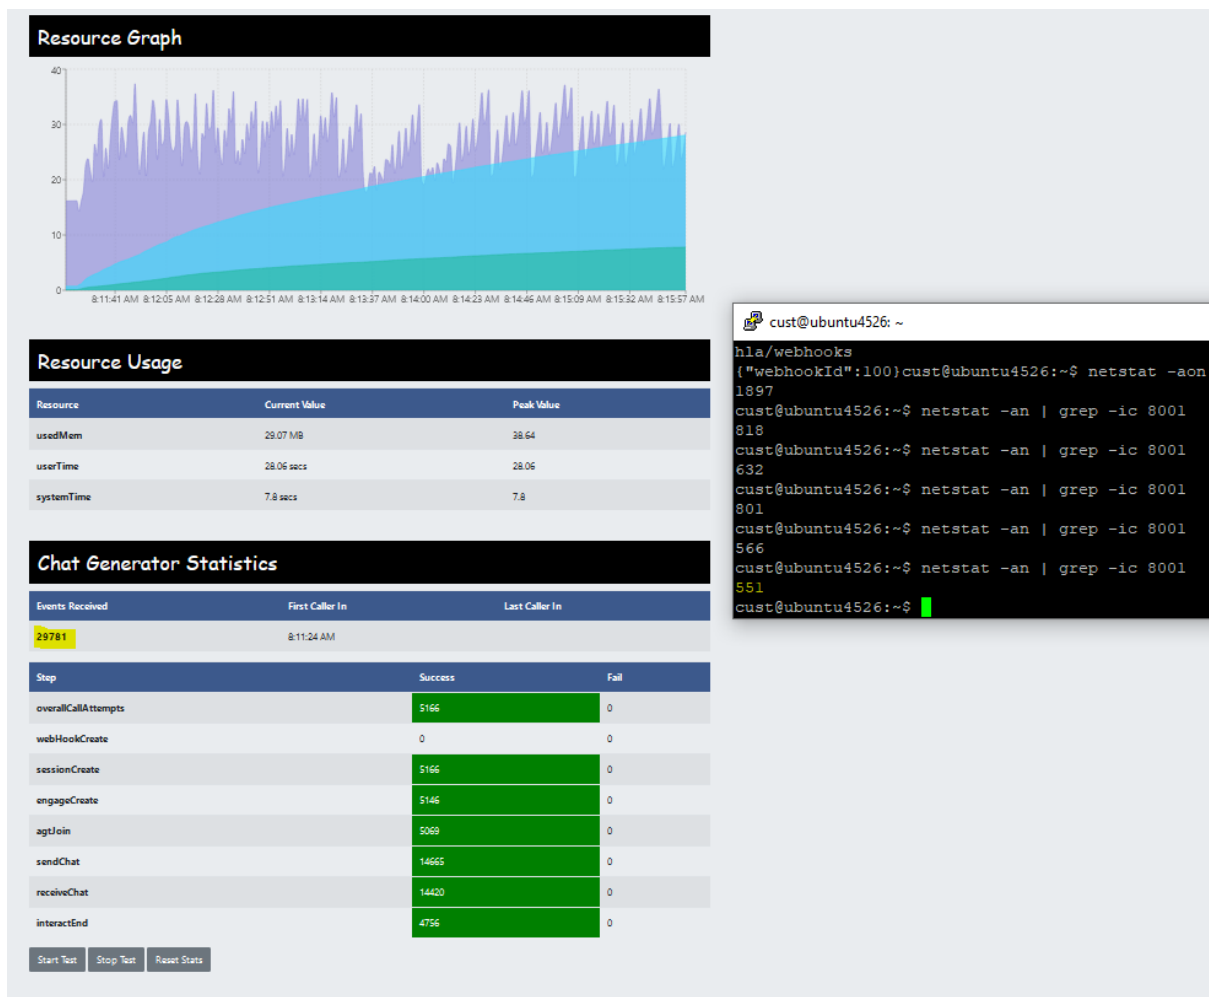 Resource Graph
40
30
20
10
0
8:11:41 AM 8:12:05 AM 8:12:28 AM 8:12:51 AM 8:13:14 AM 8:13:37 AM 8:14:00 AM 8:14:23 AM 8:14:46 AM 8:15:09 AM 8:15:32 AM 8:15:57 AM
Resource Usage
Resource Current Value Peak Value
usedMem 29.07 MB 38.64
userTime 28.06 secs 28.06
systemTime 7.8 secs 7.8
Chat Generator Statistics
Events Received First Caller In Last Caller In
29781 8:11:24 AM
Step Success Fail
overallCallAttempts 5166 0
webHookCreate 0 0
sessionCreate 5166 0
engageCreate 5146 0
agtJoin 5069 0
sendChat 14665 0
receiveChat 14420 0
interactEnd 4756 0
Start Test Stop Test Reset Stats
cust@ubuntu4526: ~
hla/webhooks
{"webhookId":100}cust@ubuntu4526:~$ netstat -aon
1897
cust@ubuntu4526:~$ netstat -an | grep -ic 8001
818
cust@ubuntu4526:~$ netstat -an | grep -ic 8001
632
cust@ubuntu4526:~$ netstat -an | grep -ic 8001
801
cust@ubuntu4526:~$ netstat -an | grep -ic 8001
566
cust@ubuntu4526:~$ netstat -an | grep -ic 8001
551
cust@ubuntu4526:~$